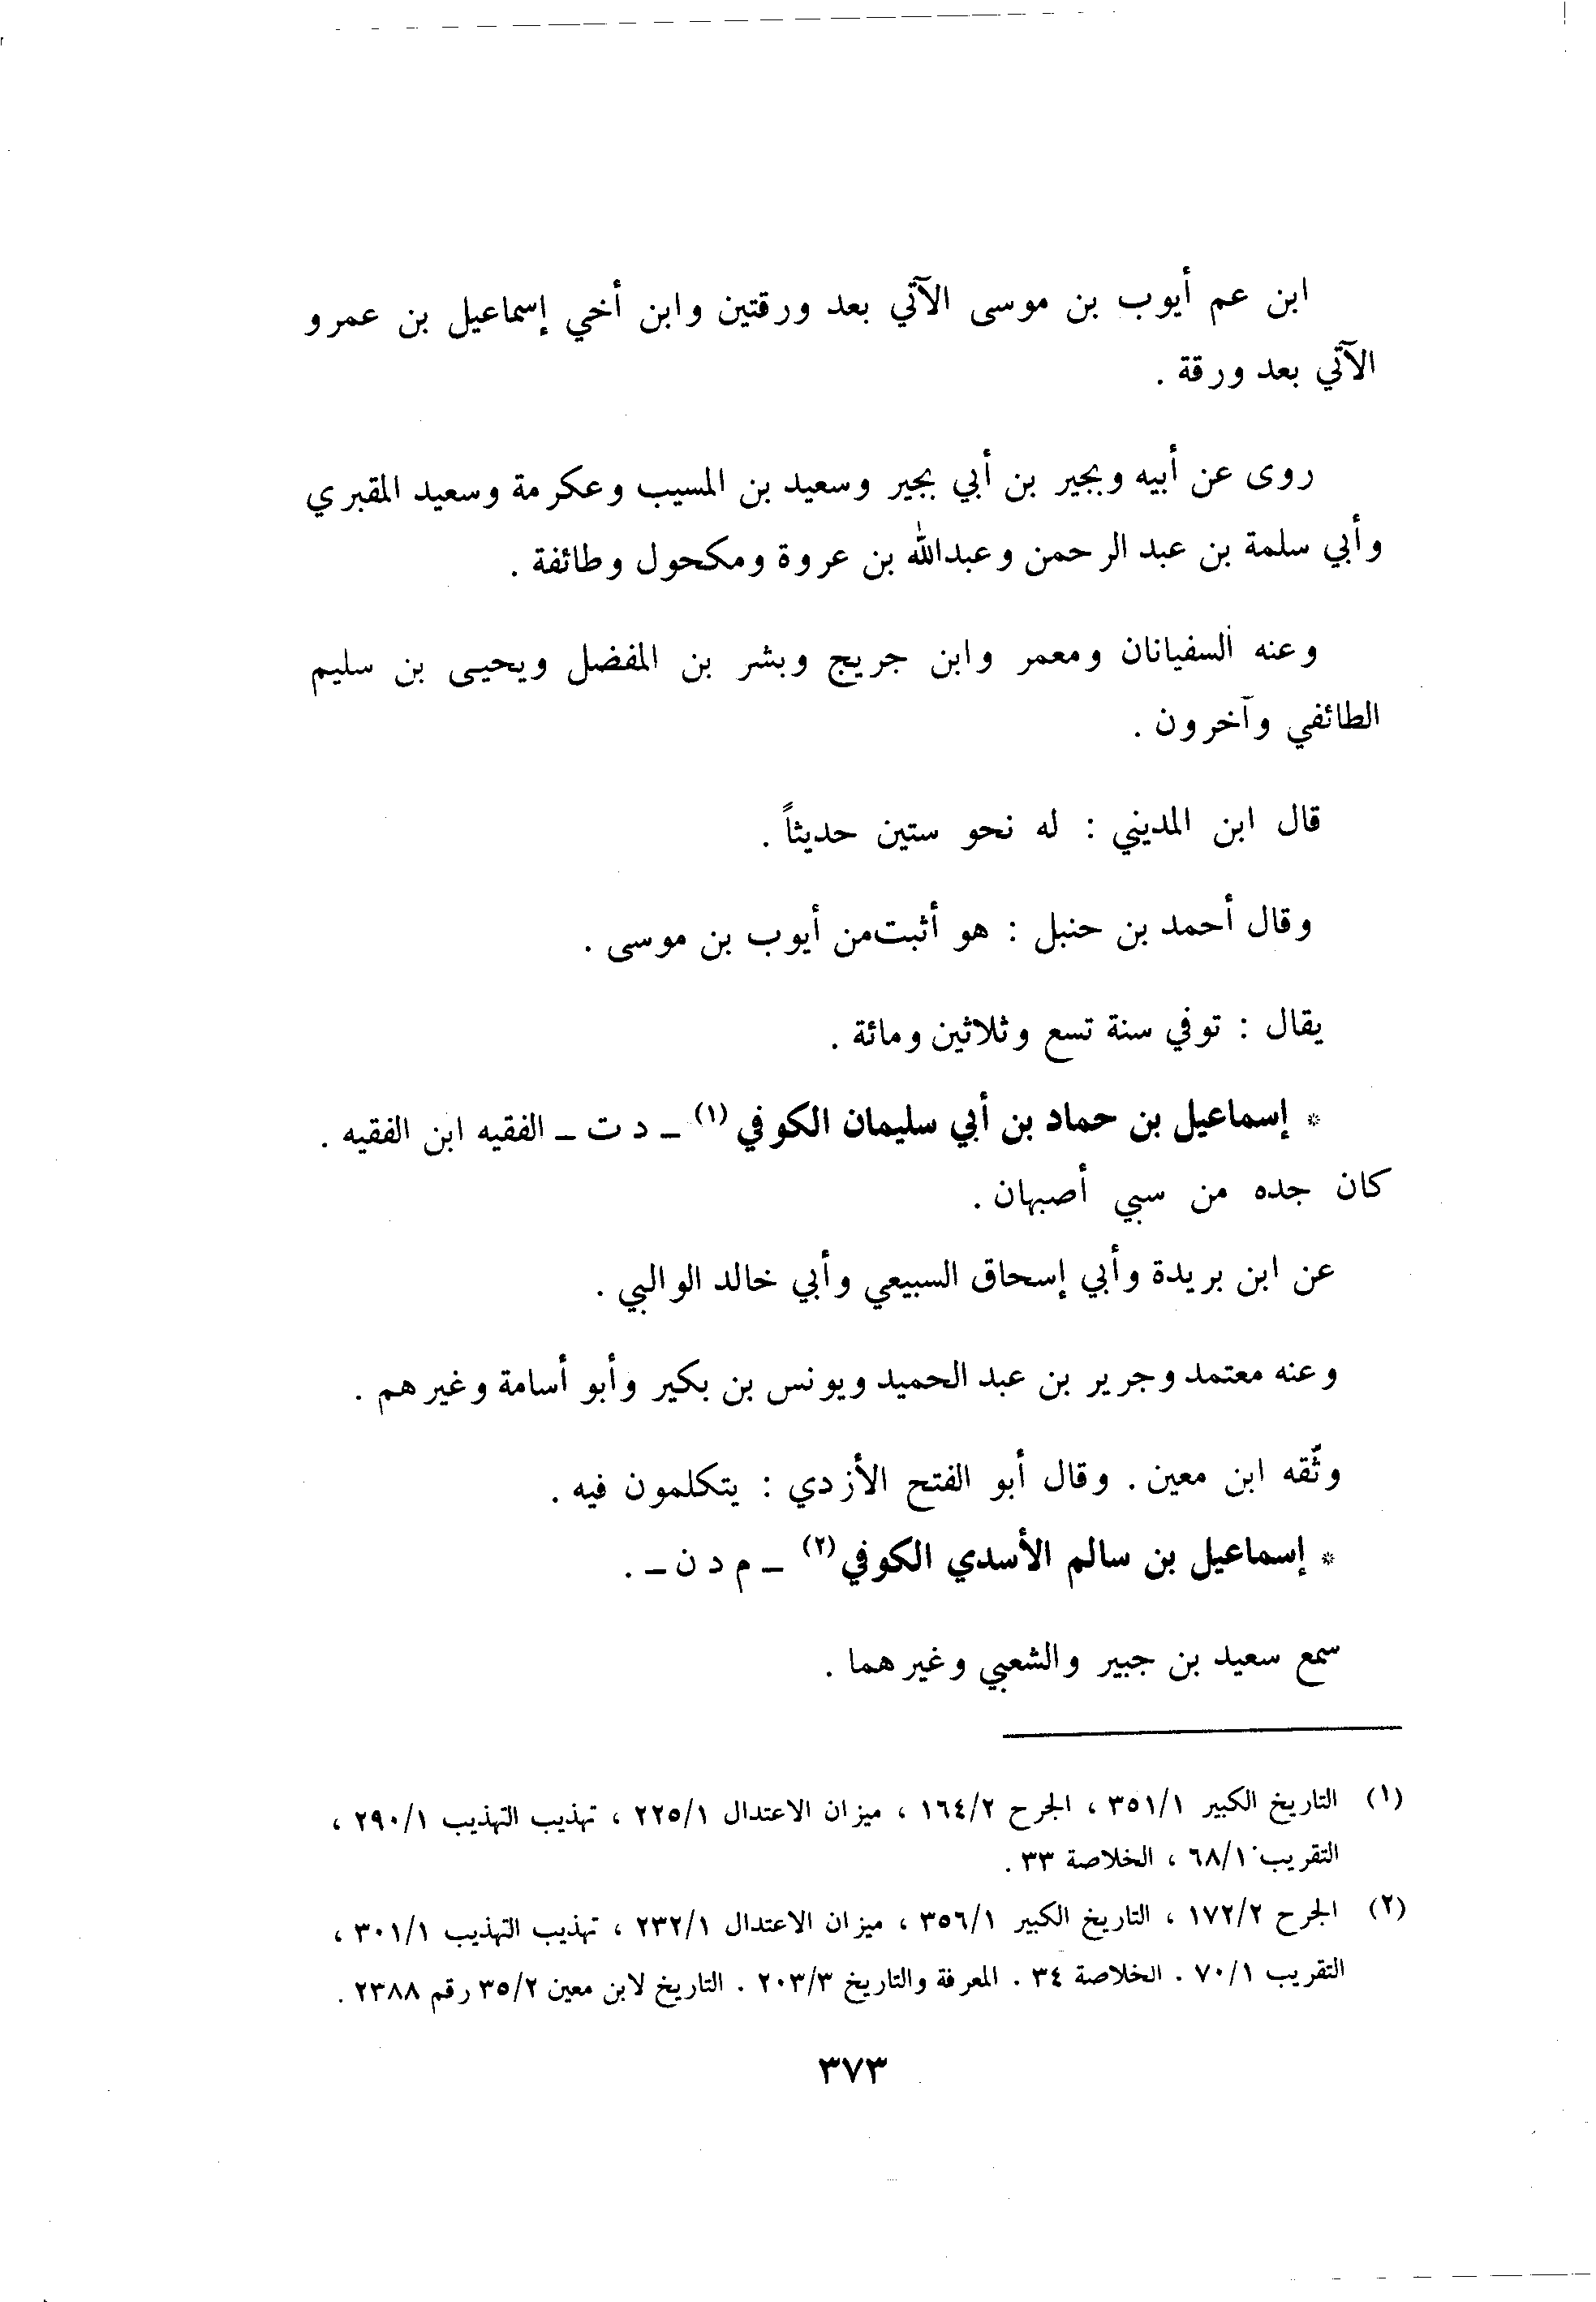 ابن عم أيوب بن موسى الآتي بعد ورقتين وابن أخي إسماعيل بن عمرو
الآتي بعد ورقة .
روى عن أبيه وبجير بن أبي بجير وسعيد بن المسيب وعكرمة وسعيد المقبري
وأبي سلمة بن عبد الرحمن وعبدالله بن عروة ومكحول وطائفة .
وعنه السفيانان ومعمر وابن جريج وبشر بن المفضل ويحيى بن سليم
الطائفي وآخرون .
قال ابن المديني : له نحو ستين حديثاً .
وقال أحمد بن حنبل : هو أثبت من أيوب بن موسى .
يقال : توفي سنة تسع وثلاثين ومائة .
* إسماعيل بن حماد بن أبي سليمان الكوفي (١) ـ د ت ـ الفقيه ابن الفقيه .
كان جده من سبي أصبهان .
عن ابن بريدة وأبي إسحاق السبيعي وأبي خالد الوالبي .
وعنه معتمد وجرير بن عبد الحميد ويونس بن بكير وأبو أسامة وغيرهم .
وثّقه ابن معين . وقال أبو الفتح الأزدي : يتكلمون فيه .
* إسماعيل بن سالم الأسدي الكوفي (٢) ـ م د ن ـ .
سمع سعيد بن جبير والشعبي وغيرهما .
(١) التاريخ الكبير ٣٥١/١ ، الجرح ١٦٤/٢ ، ميزان الاعتدال ٢٢٥/١ ، تهذيب التهذيب ٢٩٠/١ ،
التقريب ٦٨/١ ، الخلاصة ٣٣ .
(٢) الجرح ١٧٢/٢ ، التاريخ الكبير ٣٥٦/١ ، ميزان الاعتدال ٢٣٢/١ ، تهذيب التهذيب ٣٠١/١ ،
التقريب ٧٠/١ . الخلاصة ٣٤ . المعرفة والتاريخ ٢٠٣/٣ . التاريخ لابن معين ٣٥/٢ رقم ٢٣٨٨ .
٣٧٣